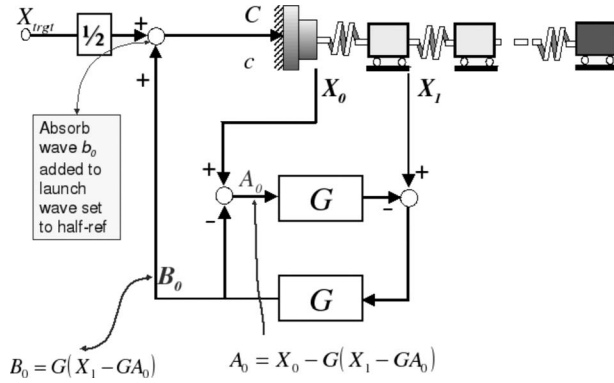 X_trgt
½
+
+
C
c
X_0
X_1
Absorb
wave b_0
added to
launch
wave set
to half-ref
+
-
A_0
G
-
+
B_0
G
B_0 = G(X_1 - GA_0)
A_0 = X_0 - G(X_1 - GA_0)